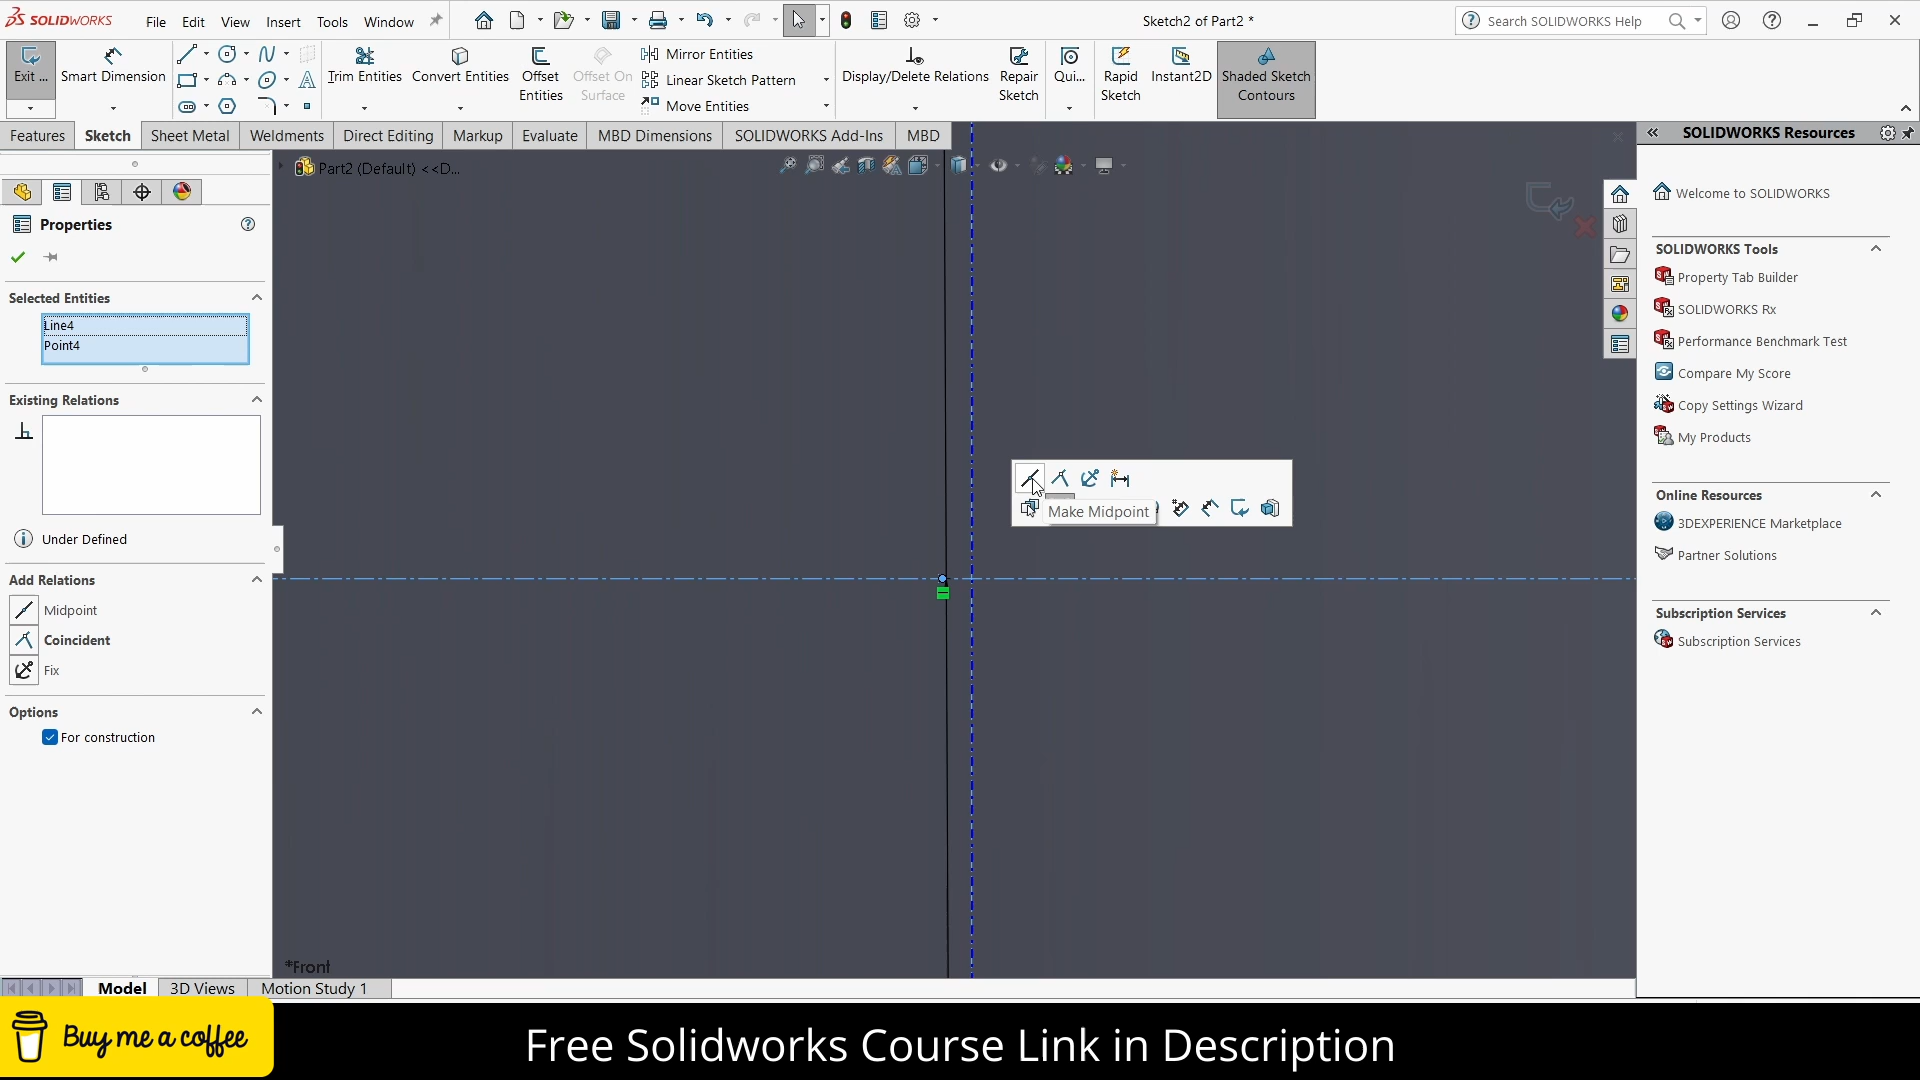 SOLIDWORKS
File Edit View Insert Tools Window
Sketch2 of Part2 *
Search SOLIDWORKS Help
Exit ...
Smart Dimension
Trim Entities
Convert Entities
Offset
Entities
Offset On
Surface
Mirror Entities
Linear Sketch Pattern
Move Entities
Display/Delete Relations
Repair
Sketch
Qui...
Rapid
Sketch
Instant2D
Shaded Sketch
Contours
Features Sketch Sheet Metal Weldments Direct Editing Markup Evaluate MBD Dimensions SOLIDWORKS Add-Ins MBD
SOLIDWORKS Resources
Part2 (Default) <<D...
Properties
Selected Entities
Line4
Point4
Existing Relations
Under Defined
Add Relations
Midpoint
Coincident
Fix
Options
For construction
Make Midpoint
*Front
Welcome to SOLIDWORKS
SOLIDWORKS Tools
Property Tab Builder
SOLIDWORKS Rx
Performance Benchmark Test
Compare My Score
Copy Settings Wizard
My Products
Online Resources
3DEXPERIENCE Marketplace
Partner Solutions
Subscription Services
Subscription Services
Model 3D Views Motion Study 1
Buy me a coffee
Free Solidworks Course Link in Description